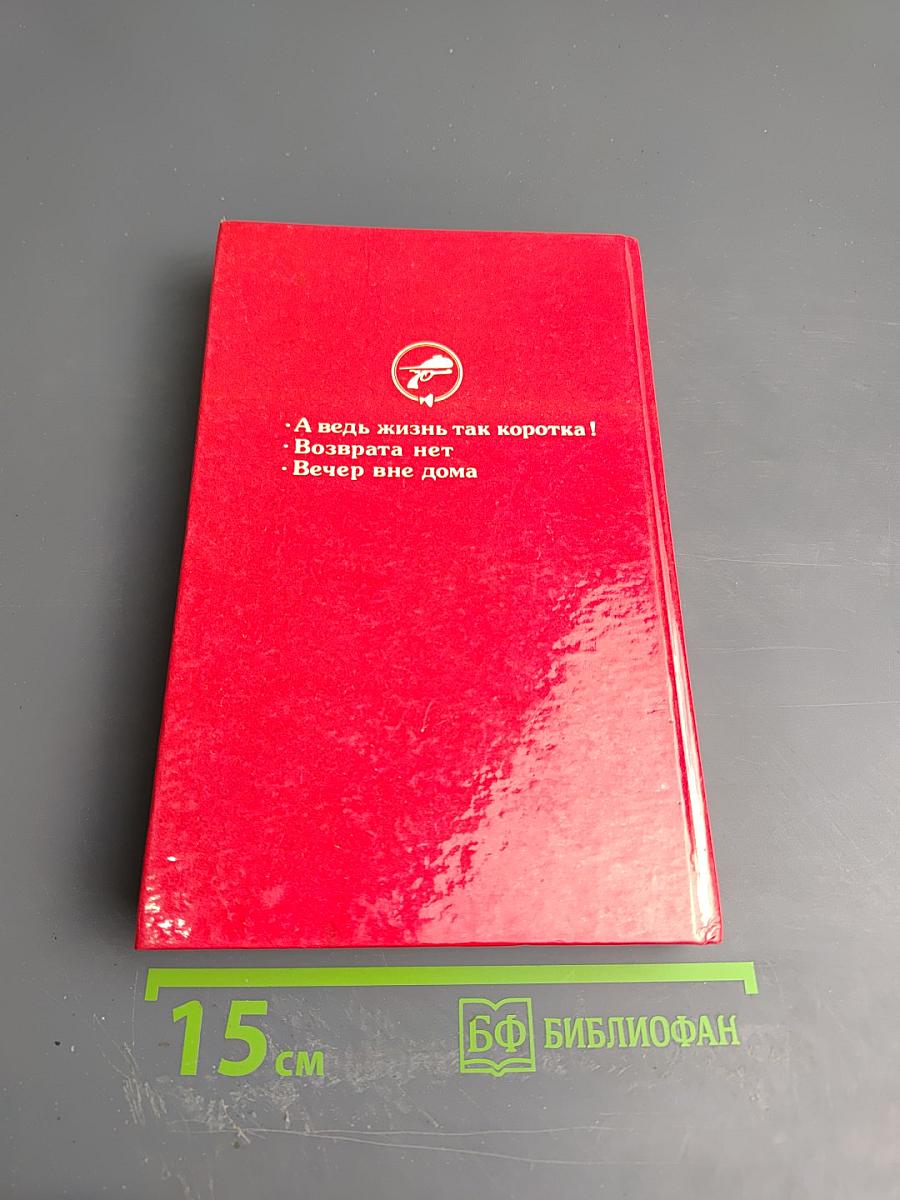 · А ведь жизнь так коротка!
· Возврата нет
· Вечер вне дома
15 см
БФ БИБЛИОФАН